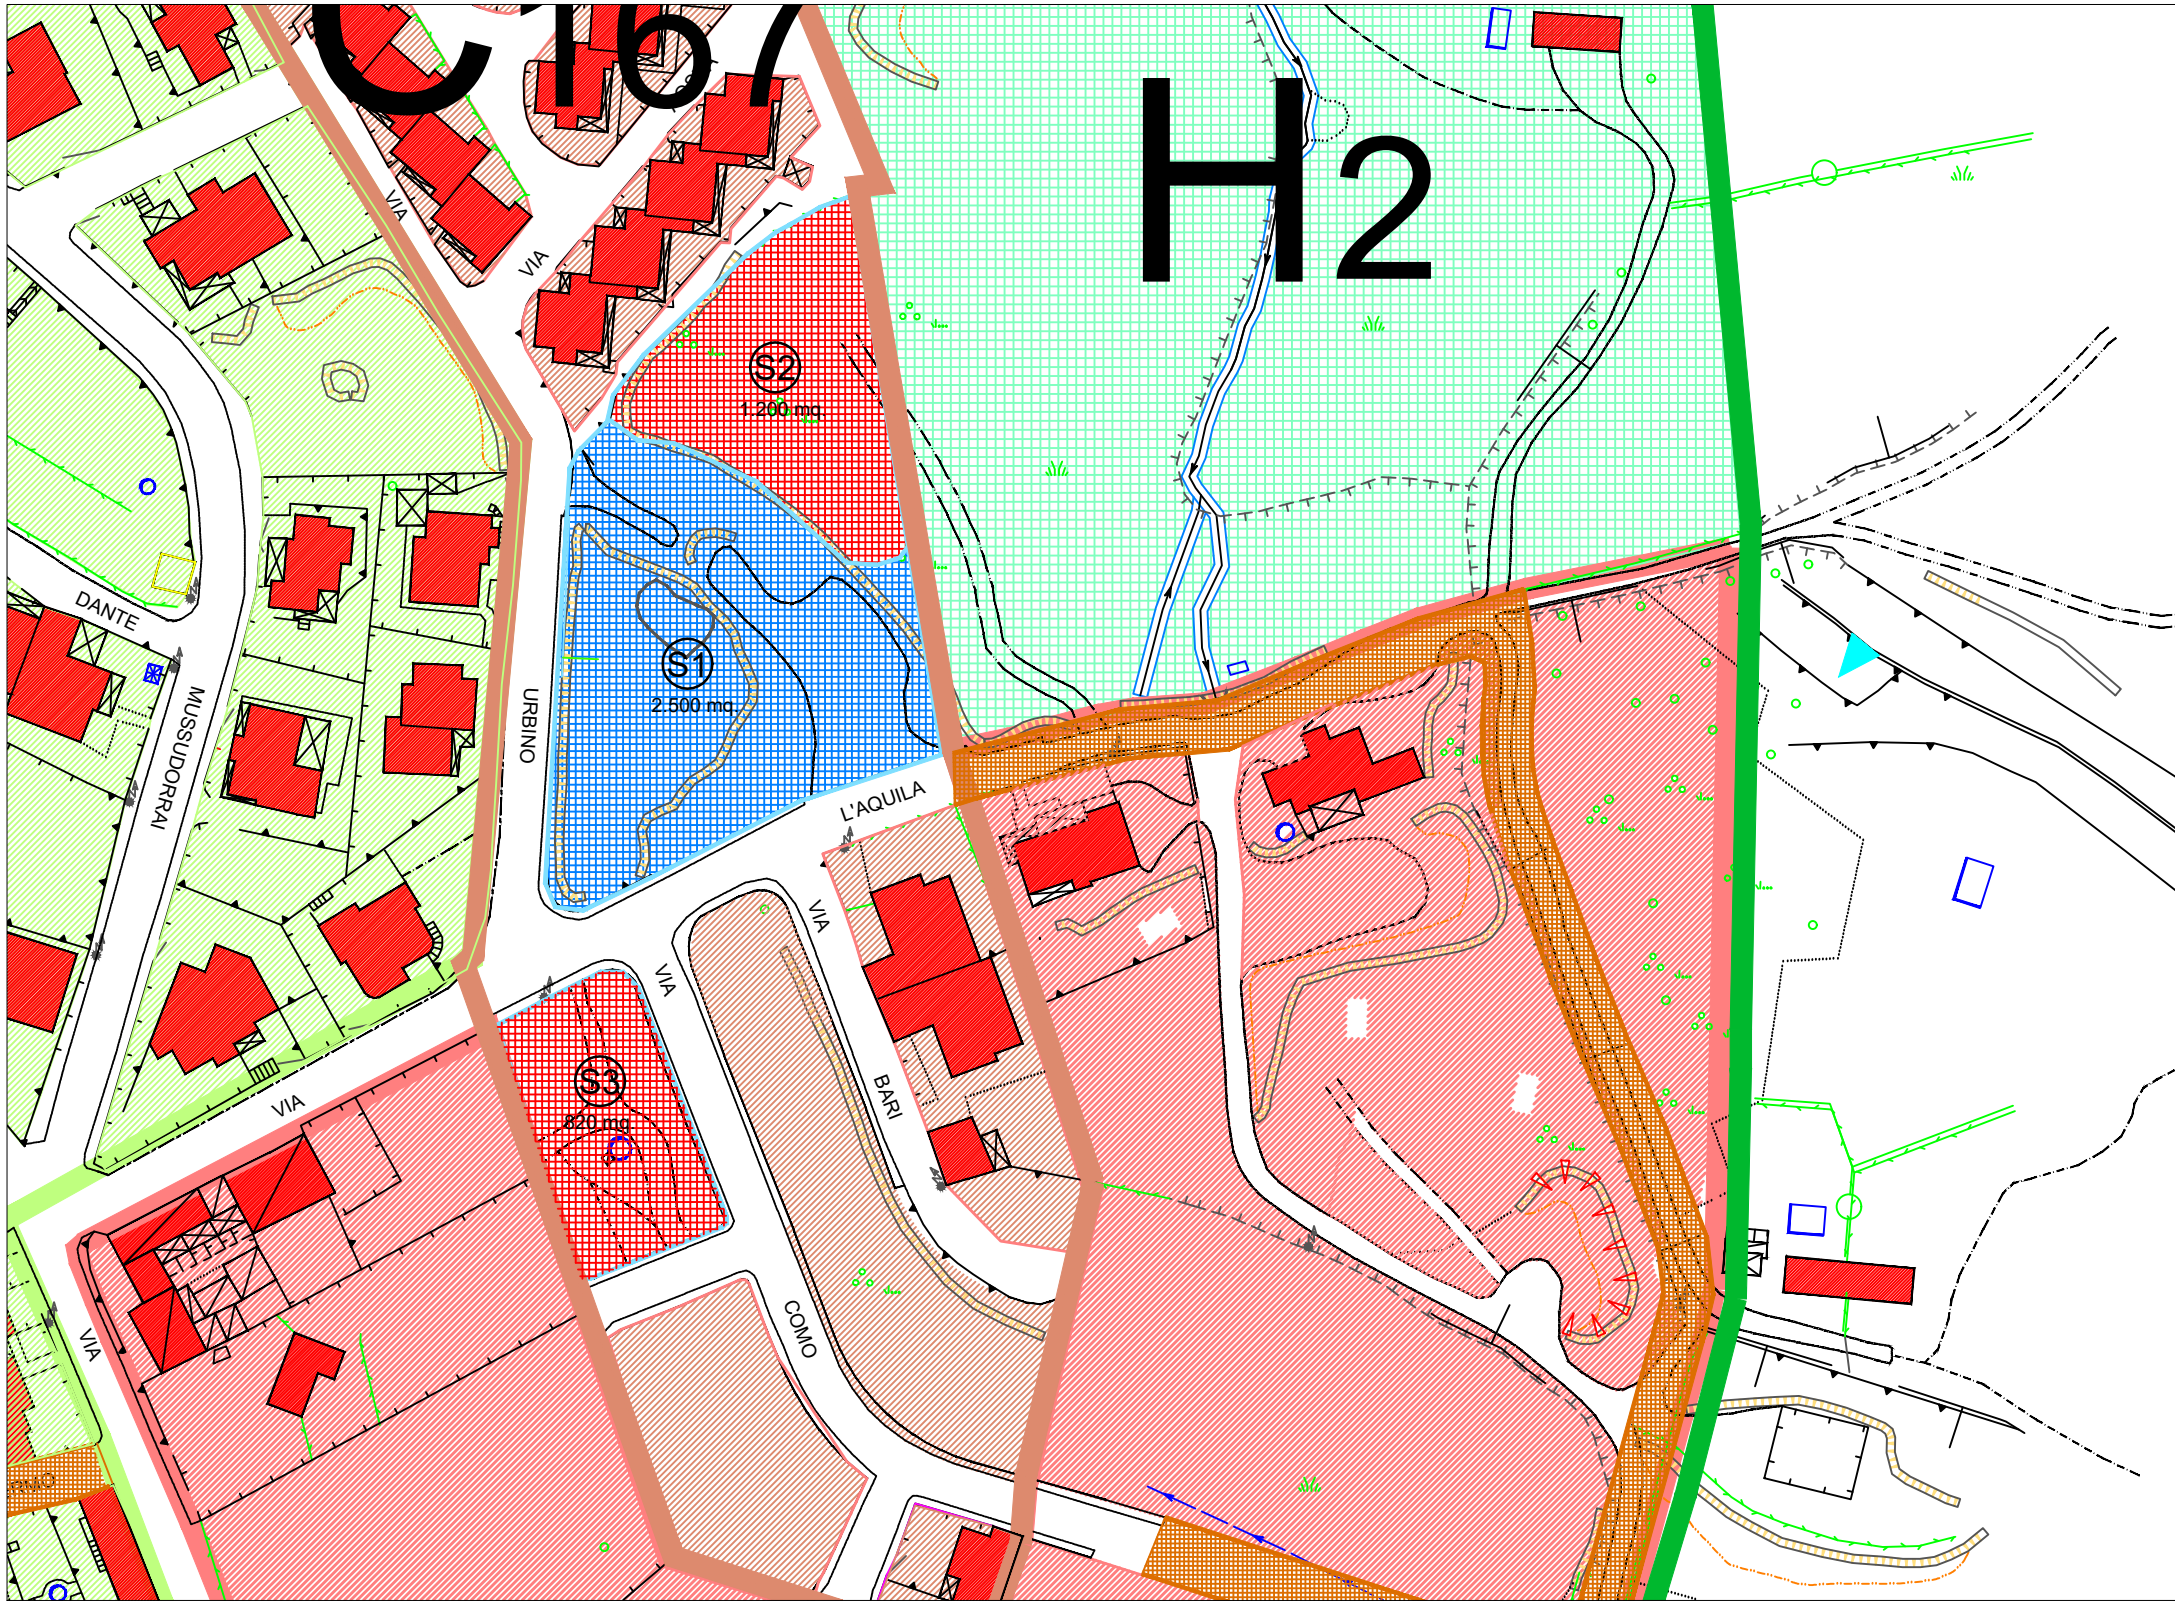 C167
H2
VIA
VIA
S2
1.200 mq
DANTE
MUSSUDORRAI
URBINO
S1
2.500 mq
L'AQUILA
VIA
VIA
S3
820 mq
BARI
VIA
COMO
VIA